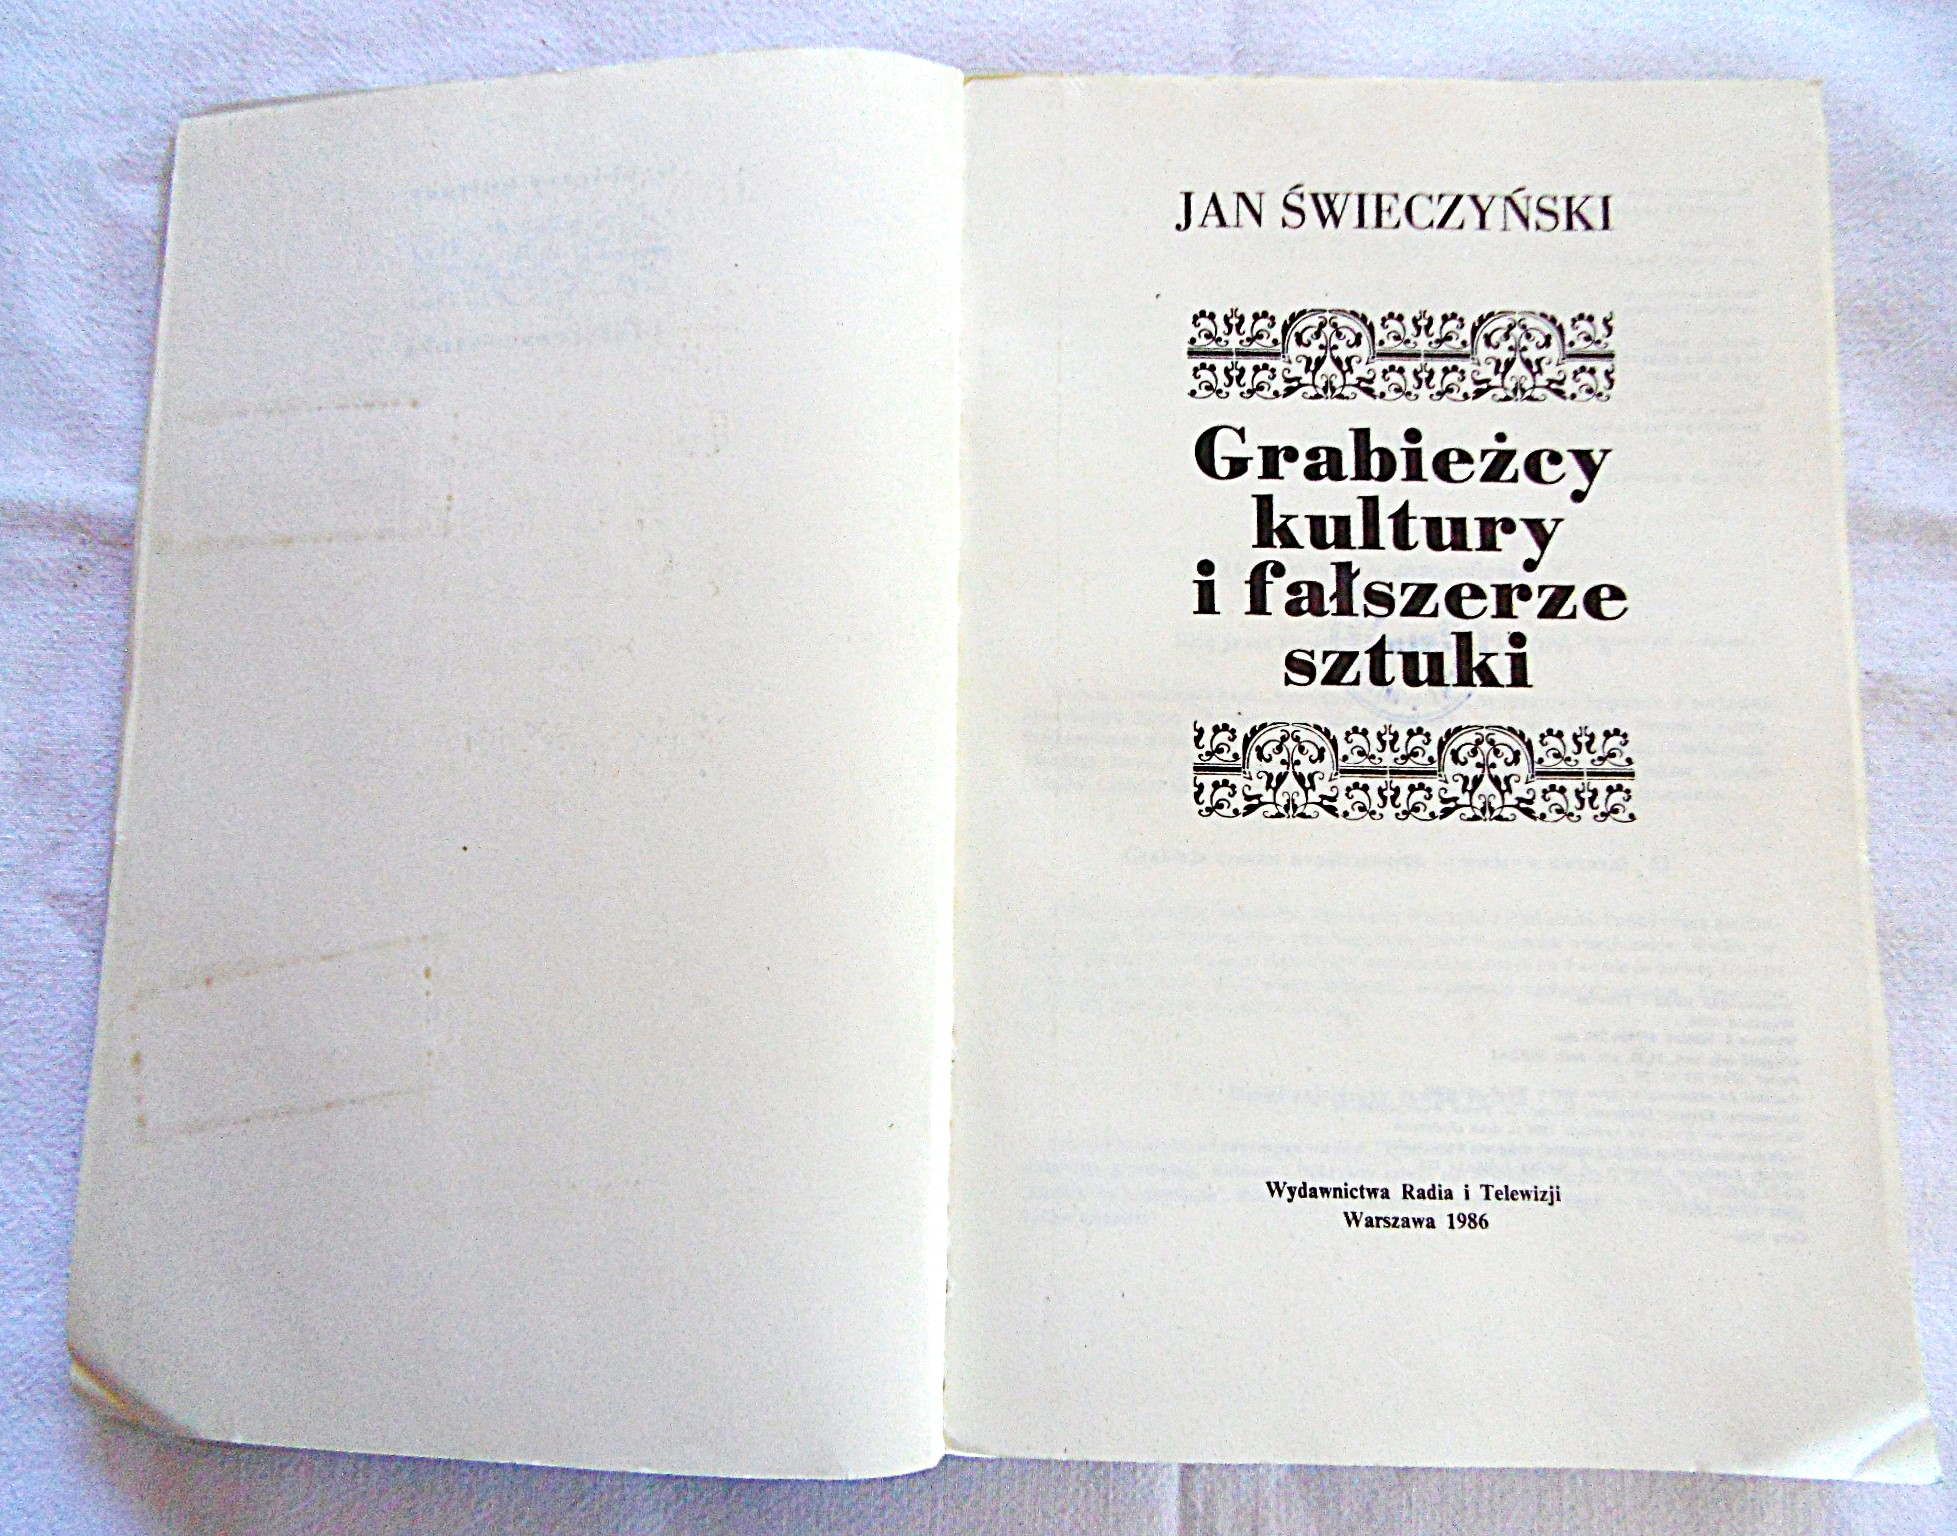 JAN ŚWIECZYŃSKI
Grabieżcy
kultury
i fałszerze
sztuki
Wydawnictwa Radia i Telewizji
Warszawa 1986